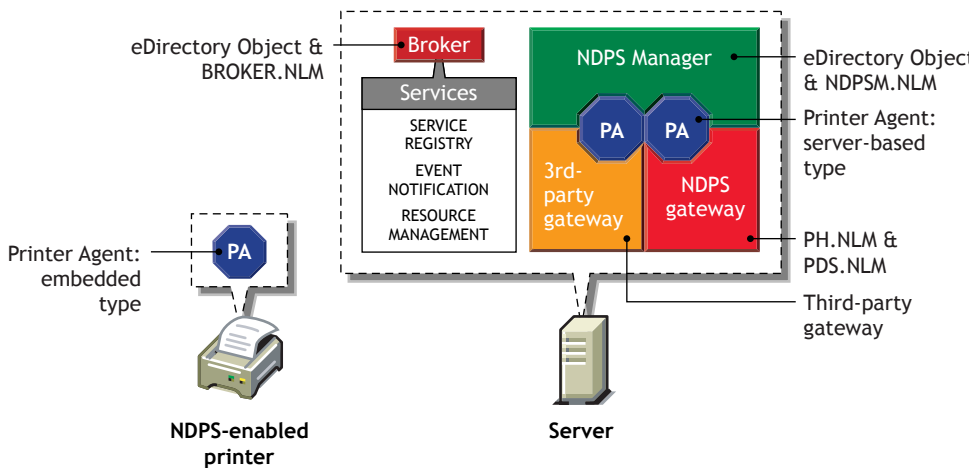 eDirectory Object &
BROKER.NLM
Broker
Services
SERVICE
REGISTRY
EVENT
NOTIFICATION
RESOURCE
MANAGEMENT
NDPS Manager
PA
PA
3rd-
party
gateway
NDPS
gateway
eDirectory Object
& NDPSM.NLM
Printer Agent:
server-based
type
PH.NLM &
PDS.NLM
Third-party
gateway
Printer Agent:
embedded
type
PA
NDPS-enabled
printer
Server